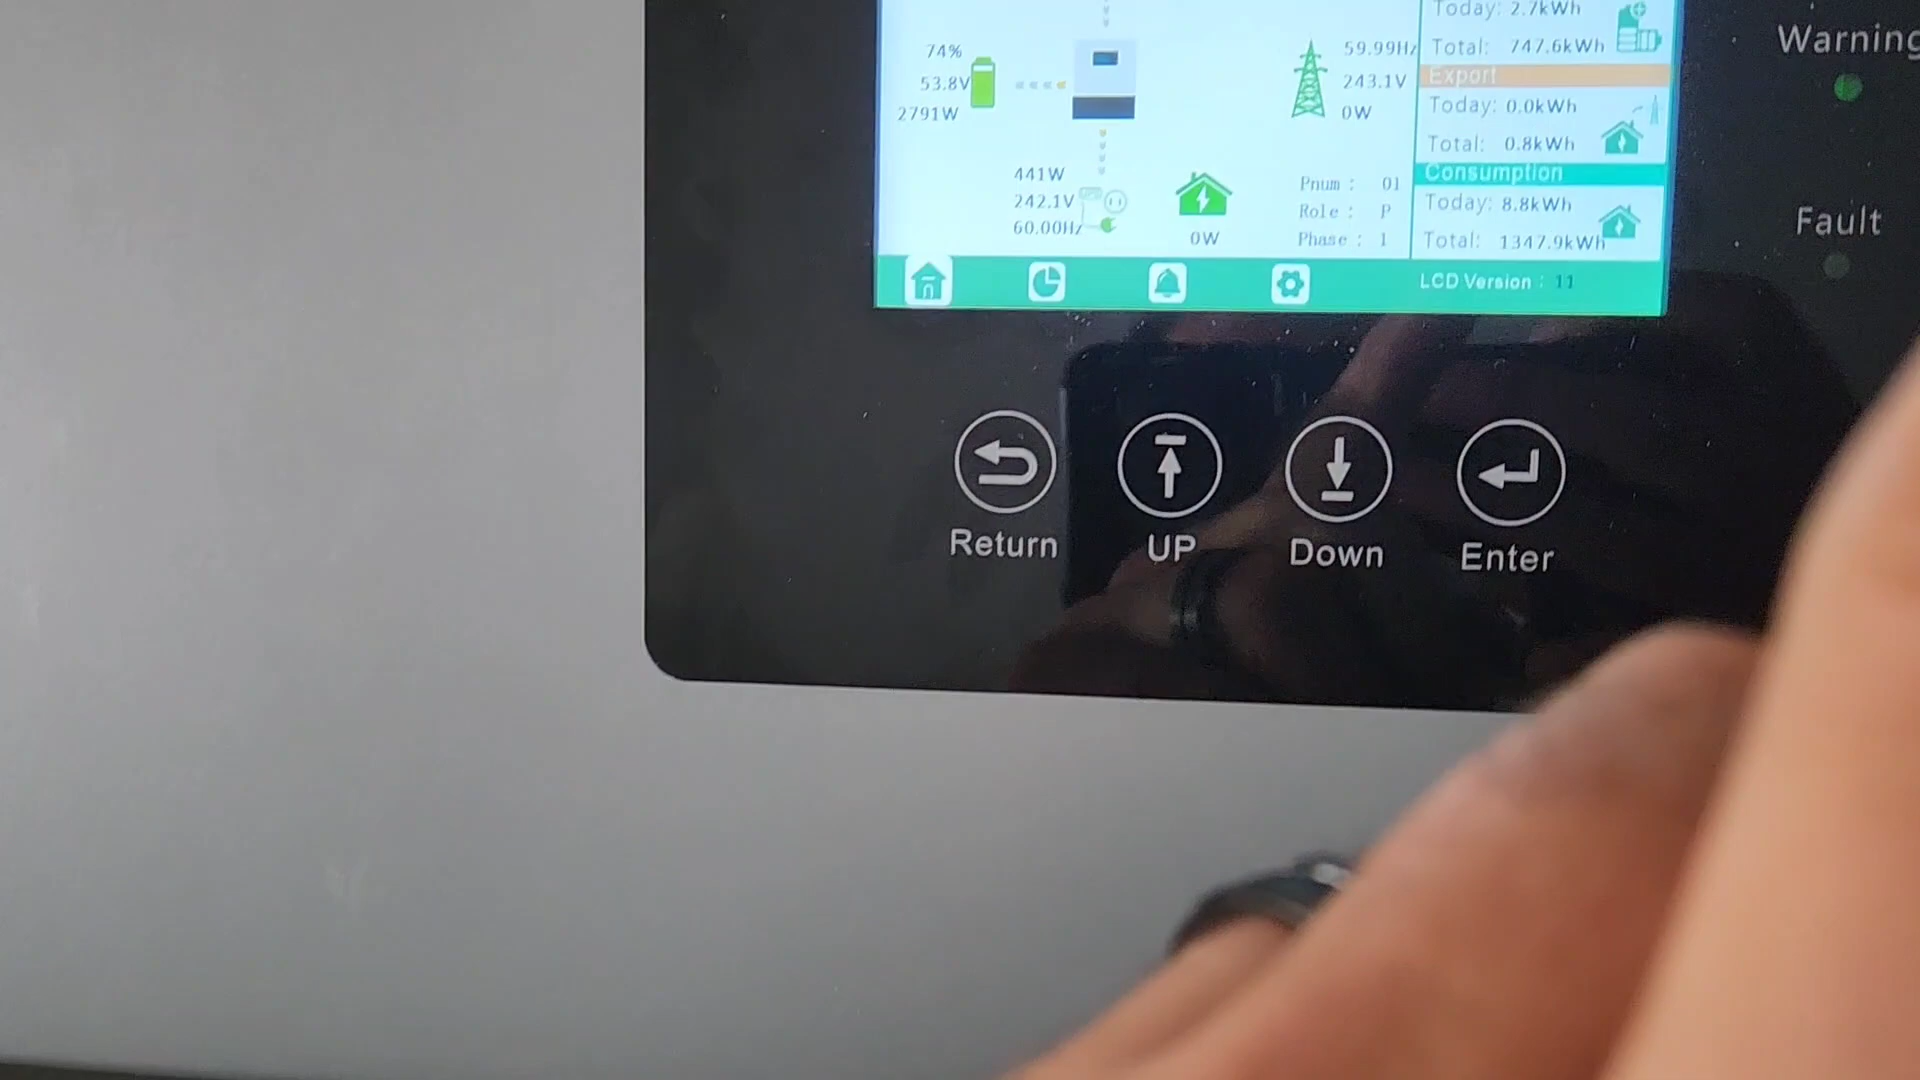 74%
53.8V
2791W
441W
242.1V
60.00Hz
0W
59.99Hz
243.1V
0W
Pnum : 01
Role : P
Phase : 1
Today: 2.7kWh
Total: 747.6kWh
Export
Today: 0.0kWh
Total: 0.8kWh
Consumption
Today: 8.8kWh
Total: 1347.9kWh
LCD Version : 11
Warning
Fault
Return
UP
Down
Enter